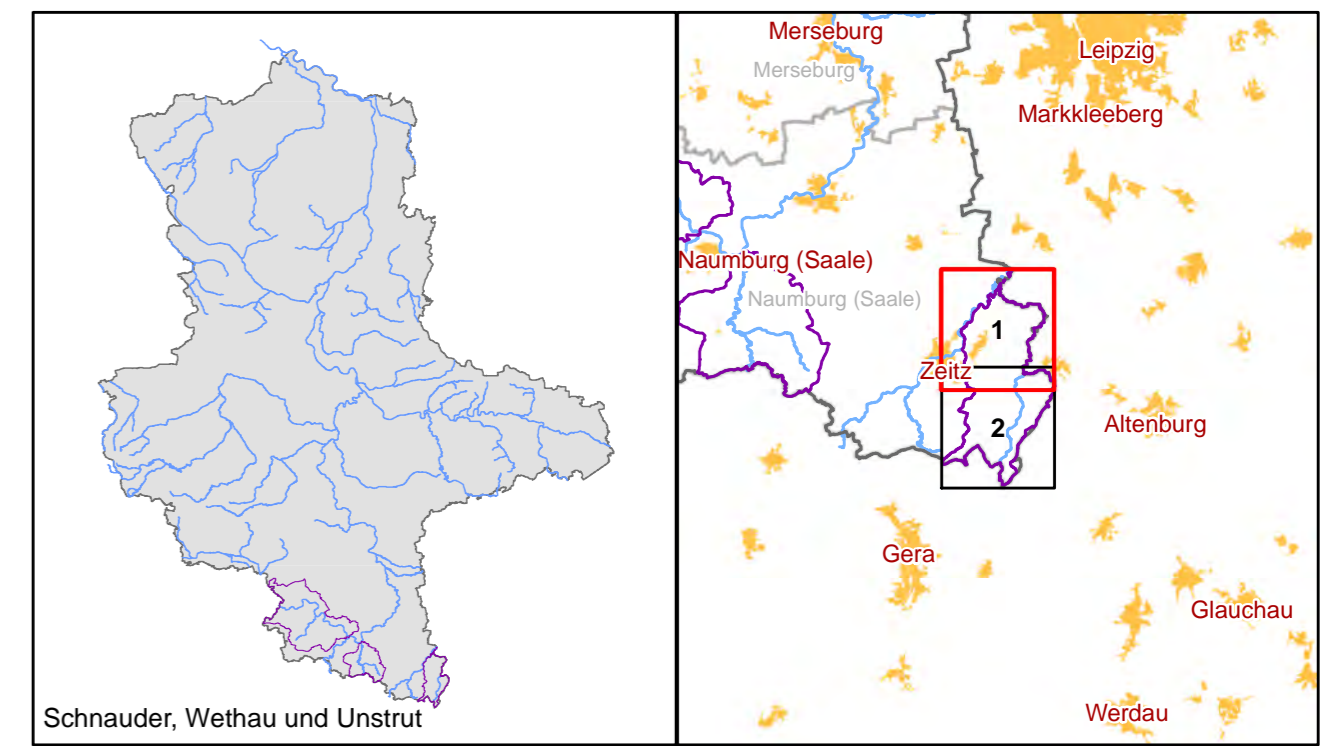 Schnauder, Wethau und Unstrut
Merseburg
Leipzig
Merseburg
Markkleeberg
Naumburg (Saale)
Naumburg (Saale)
1
Zeitz
Altenburg
2
Gera
Glauchau
Werdau